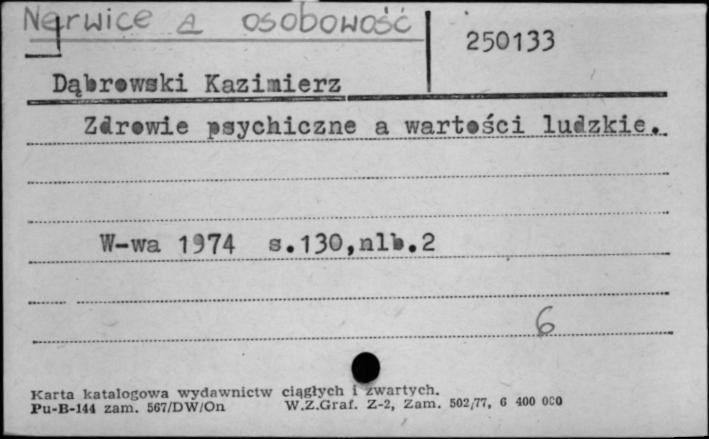 Nerwice a osobowość
250133
Dąbrowski Kazimierz
Zdrowie psychiczne a wartości ludzkie.
W-wa 1974 s.130,nlb.2
6
Karta katalogowa wydawnictw ciągłych i zwartych.
Pu-B-144 zam. 567/DW/On W.Z.Graf. Z-2, Zam. 502/77, 6 400 000